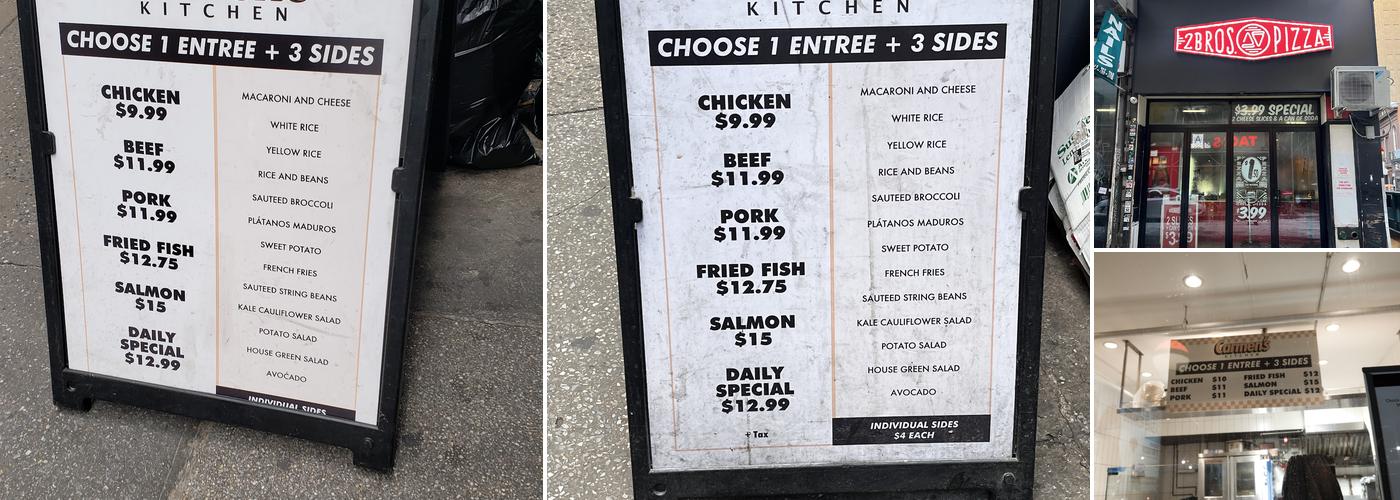 KITCHEN
CHOOSE 1 ENTREE + 3 SIDES
CHICKEN
$9.99
BEEF
$11.99
PORK
$11.99
FRIED FISH
$12.75
SALMON
$15
DAILY
SPECIAL
$12.99
MACARONI AND CHEESE
WHITE RICE
YELLOW RICE
RICE AND BEANS
SAUTEED BROCCOLI
PLÁTANOS MADUROS
SWEET POTATO
FRENCH FRIES
SAUTEED STRING BEANS
KALE CAULIFLOWER SALAD
POTATO SALAD
HOUSE GREEN SALAD
AVOCADO
INDIVIDUAL SIDES
KITCHEN
CHOOSE 1 ENTREE + 3 SIDES
CHICKEN
$9.99
BEEF
$11.99
PORK
$11.99
FRIED FISH
$12.75
SALMON
$15
DAILY
SPECIAL
$12.99
+ Tax
MACARONI AND CHEESE
WHITE RICE
YELLOW RICE
RICE AND BEANS
SAUTEED BROCCOLI
PLÁTANOS MADUROS
SWEET POTATO
FRENCH FRIES
SAUTEED STRING BEANS
KALE CAULIFLOWER SALAD
POTATO SALAD
HOUSE GREEN SALAD
AVOCADO
INDIVIDUAL SIDES
$4 EACH
NAILS
2BROS PIZZA
$3.99 SPECIAL
2 CHEESE SLICES & A CAN OF SODA
A
$3.99
Carmen's
KITCHEN
CHOOSE 1 ENTREE + 3 SIDES
CHICKEN $10
BEEF $11
PORK $11
FRIED FISH $12
SALMON $15
DAILY SPECIAL $12